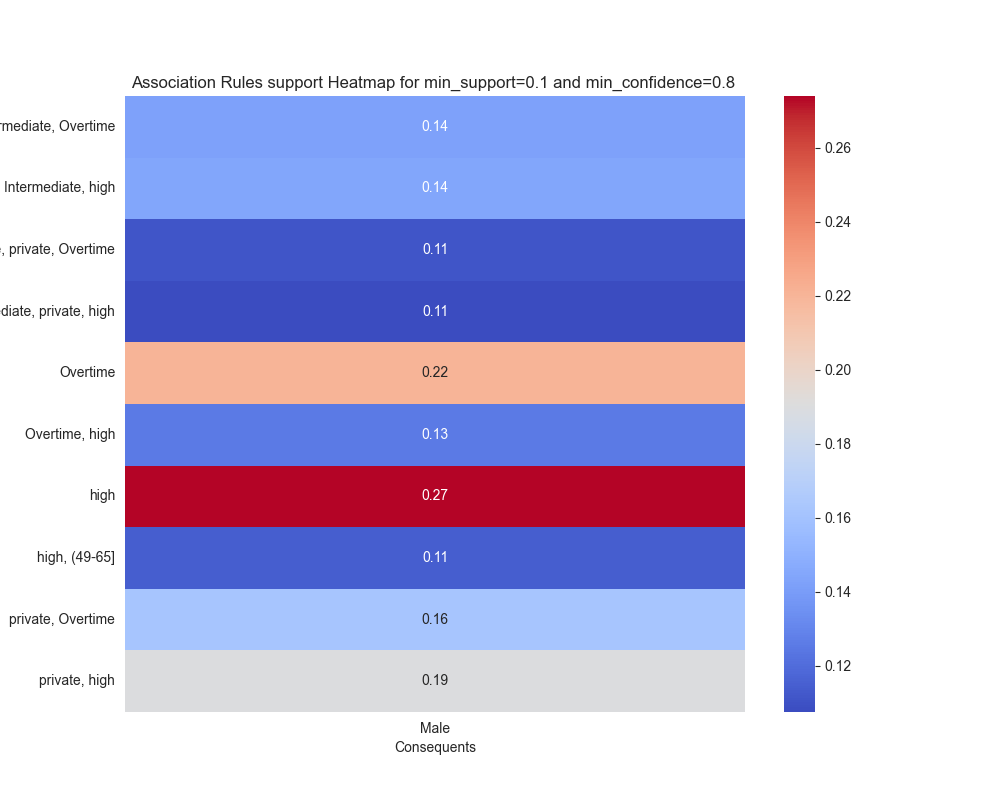 Association Rules support Heatmap for min_support=0.1 and min_confidence=0.8
rmediate, Overtime 0.14
Intermediate, high 0.14
, private, Overtime 0.11
ediate, private, high 0.11
Overtime 0.22
Overtime, high 0.13
high 0.27
high, (49-65] 0.11
private, Overtime 0.16
private, high 0.19
Male
Consequents
0.26
0.24
0.22
0.20
0.18
0.16
0.14
0.12